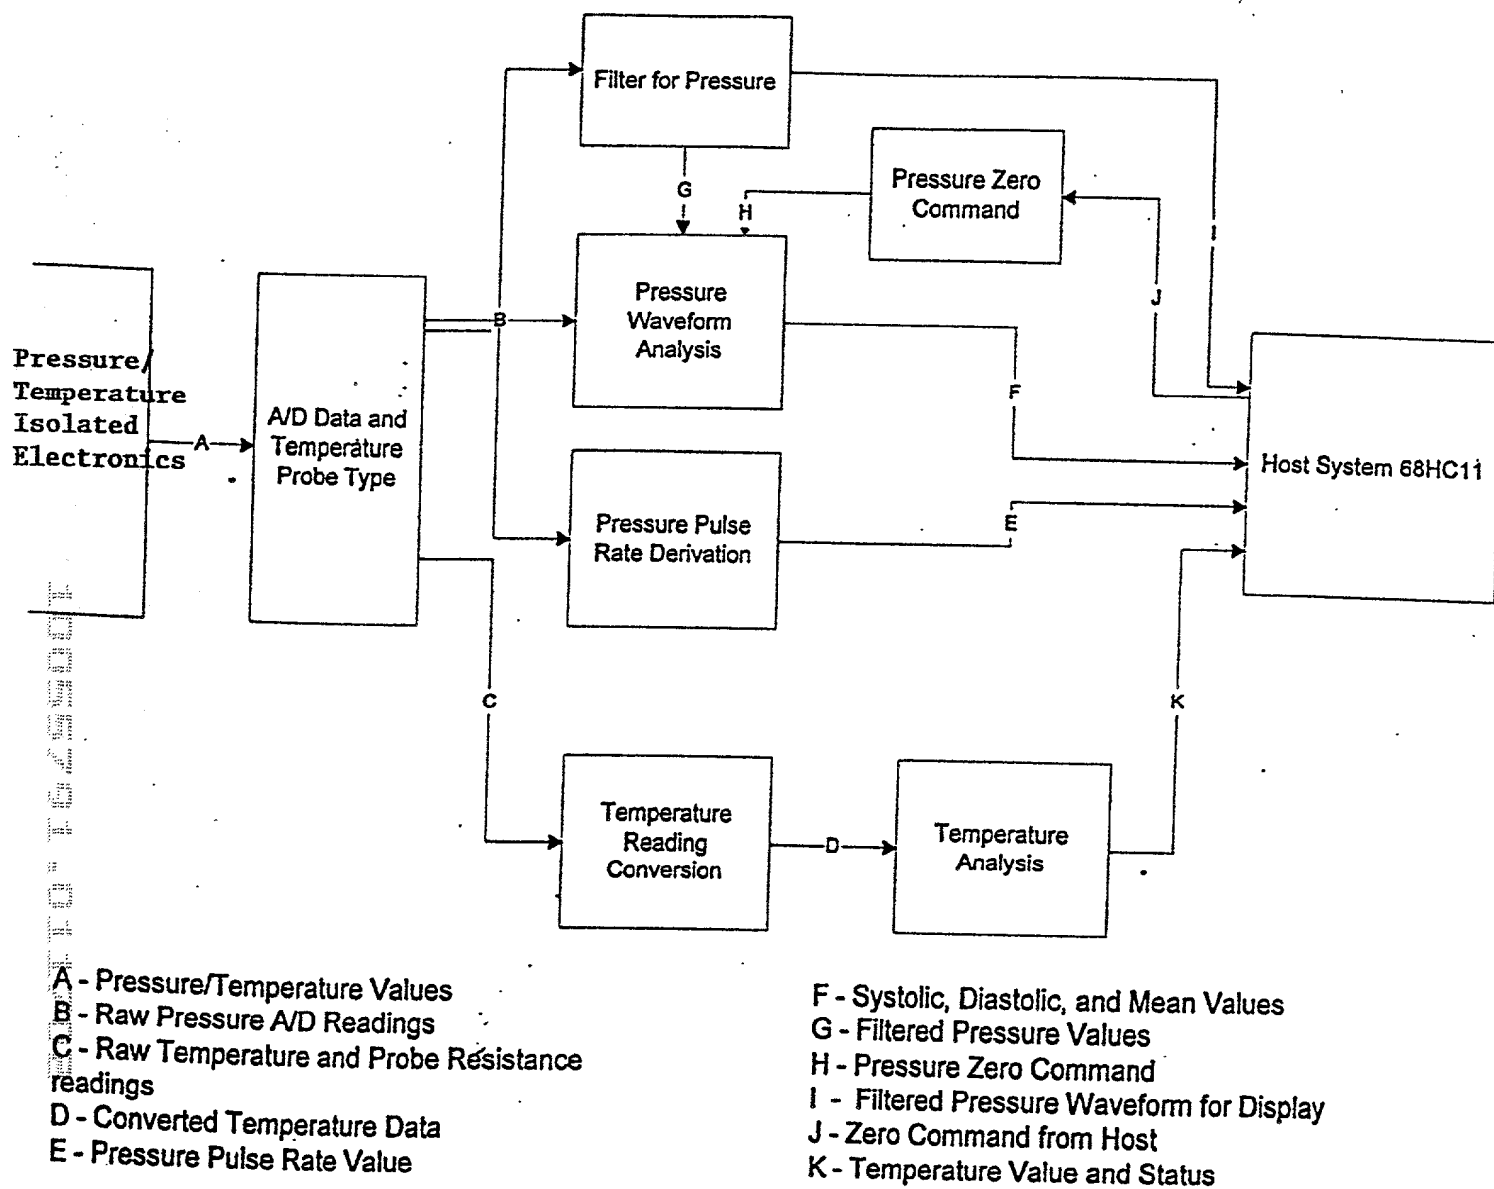 Filter for Pressure
Pressure Zero
Command
G
H
I
Pressure
Waveform
Analysis
B
J
Pressure/
Temperature
Isolated
Electronics
A
A/D Data and
Temperature
Probe Type
F
Host System 68HC11
Pressure Pulse
Rate Derivation
E
C
K
Temperature
Reading
Conversion
D
Temperature
Analysis
A - Pressure/Temperature Values
B - Raw Pressure A/D Readings
C - Raw Temperature and Probe Resistance
readings
D - Converted Temperature Data
E - Pressure Pulse Rate Value
F - Systolic, Diastolic, and Mean Values
G - Filtered Pressure Values
H - Pressure Zero Command
I - Filtered Pressure Waveform for Display
J - Zero Command from Host
K - Temperature Value and Status